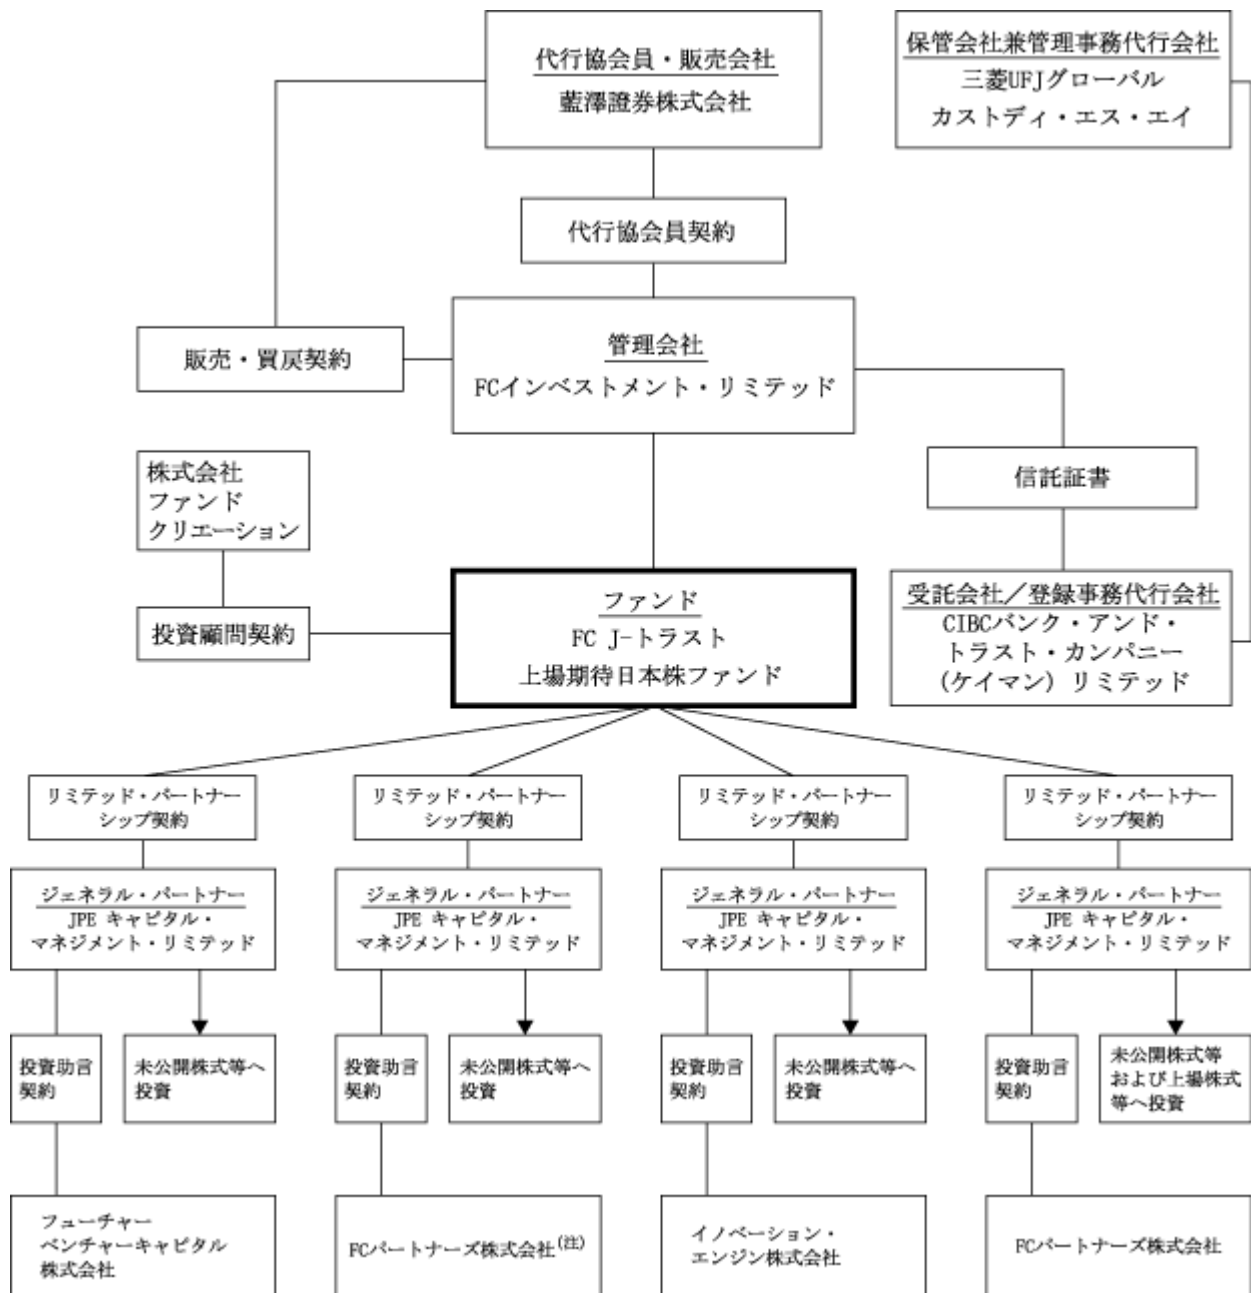 代行協会員・販売会社
藍澤證券株式会社
保管会社兼管理事務代行会社
三菱UFJグローバル
カストディ・エス・エイ
代行協会員契約
販売・買戻契約
管理会社
FCインベストメント・リミテッド
株式会社
ファンド
クリエーション
信託証書
投資顧問契約
ファンド
FC J-トラスト
上場期待日本株ファンド
受託会社／登録事務代行会社
CIBCバンク・アンド・
トラスト・カンパニー
(ケイマン) リミテッド
リミテッド・パートナー
シップ契約
リミテッド・パートナー
シップ契約
リミテッド・パートナー
シップ契約
リミテッド・パートナー
シップ契約
ジェネラル・パートナー
JPE キャピタル・
マネジメント・リミテッド
ジェネラル・パートナー
JPE キャピタル・
マネジメント・リミテッド
ジェネラル・パートナー
JPE キャピタル・
マネジメント・リミテッド
ジェネラル・パートナー
JPE キャピタル・
マネジメント・リミテッド
投資助言
契約
未公開株式等へ
投資
投資助言
契約
未公開株式等へ
投資
投資助言
契約
未公開株式等へ
投資
投資助言
契約
未公開株式等
および上場株式
等へ投資
フューチャー
ベンチャーキャピタル
株式会社
FCパートナーズ株式会社(注)
イノベーション・
エンジン株式会社
FCパートナーズ株式会社